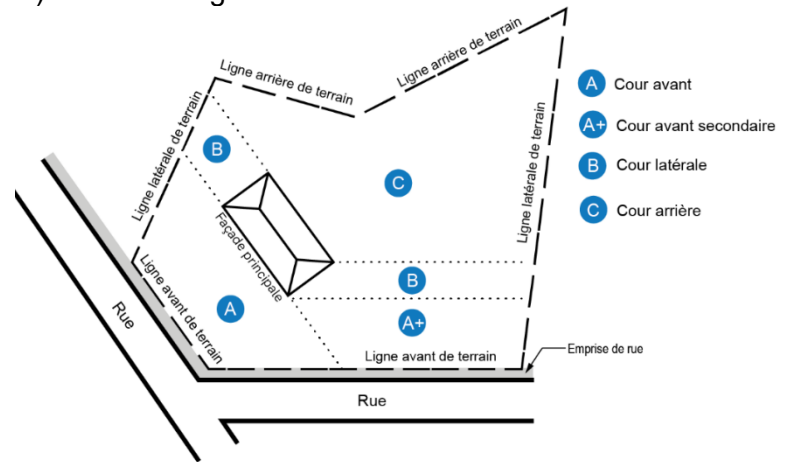 Ligne arrière de terrain
Ligne arrière de terrain
A Cour avant
A+ Cour avant secondaire
B Cour latérale
C Cour arrière
Ligne latérale de terrain
Ligne latérale de terrain
B
C
Façade principale
B
A
A+
Ligne avant de terrain
Ligne avant de terrain
Emprise de rue
Rue
Rue